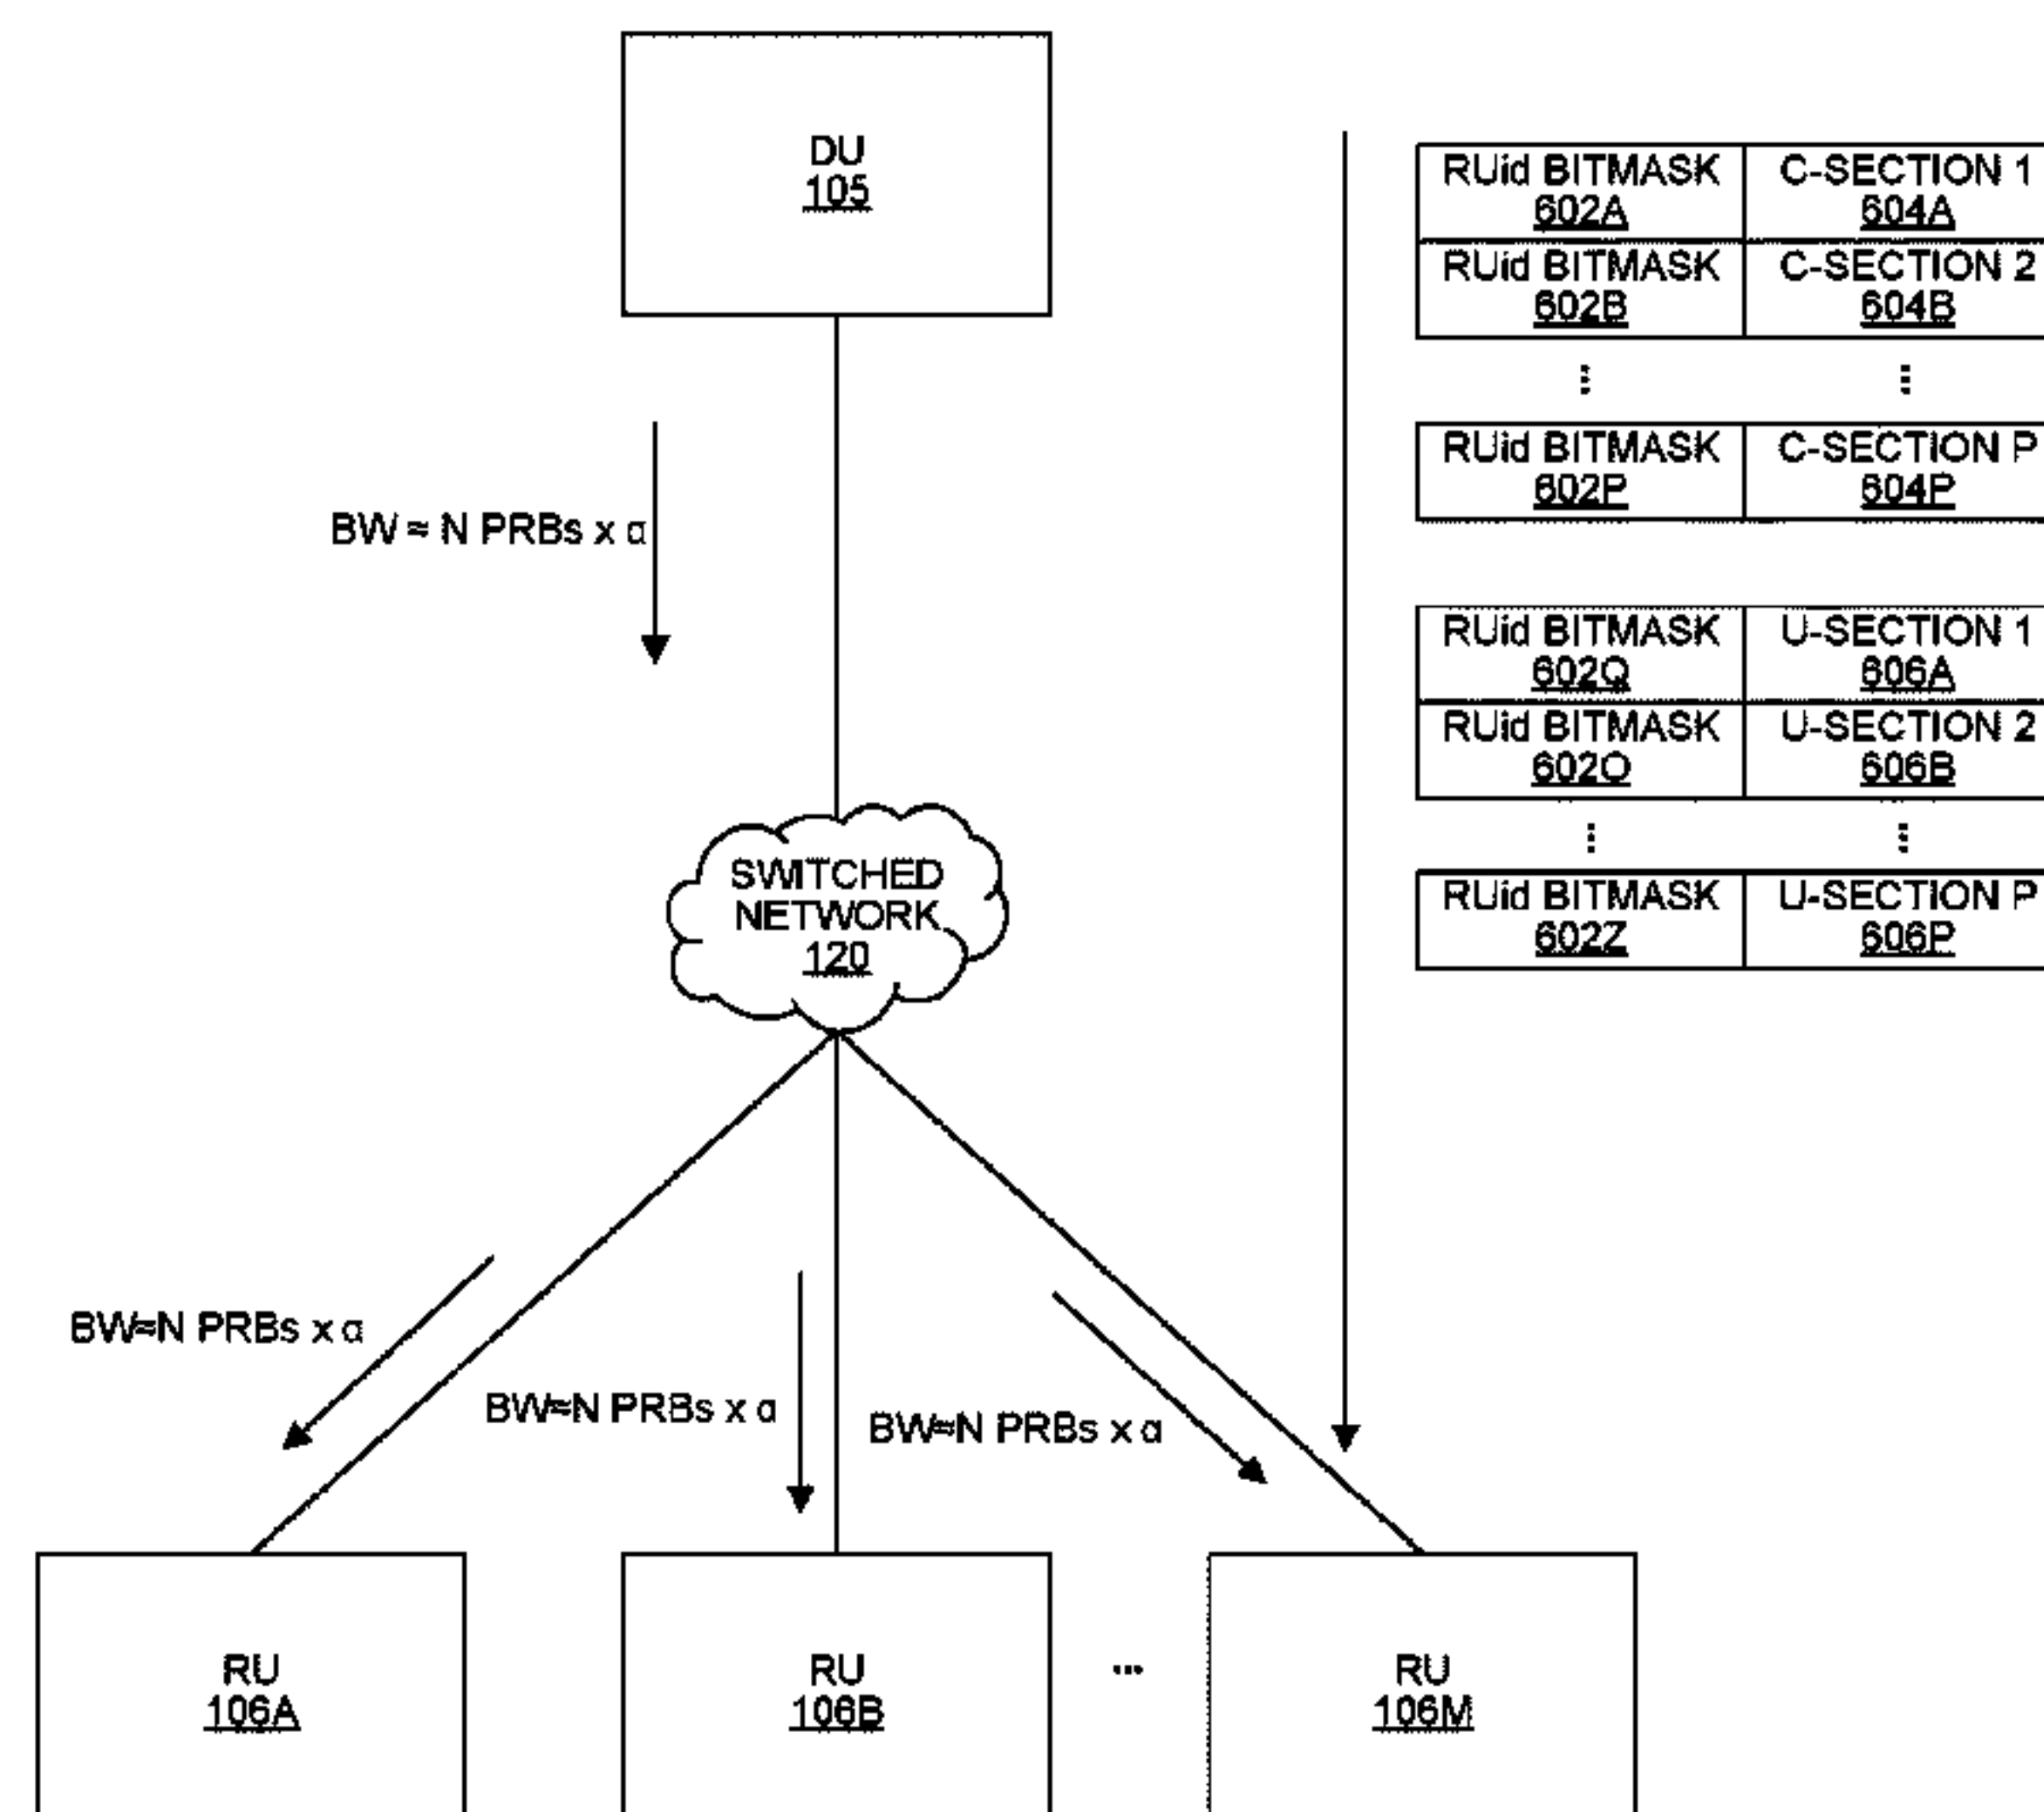 DU
105
RUid BITMASK C-SECTION 1
602A 604A
RUid BITMASK C-SECTION 2
602B 604B
⋮ ⋮
RUid BITMASK C-SECTION P
602P 604P
BW ≈ N PRBs x α
RUid BITMASK U-SECTION 1
602Q 606A
RUid BITMASK U-SECTION 2
602O 606B
⋮ ⋮
RUid BITMASK U-SECTION P
602Z 606P
SWITCHED
NETWORK
120
BW≈N PRBs x α
BW≈N PRBs x α
BW≈N PRBs x α
RU
106A
RU
106B
...
RU
106M